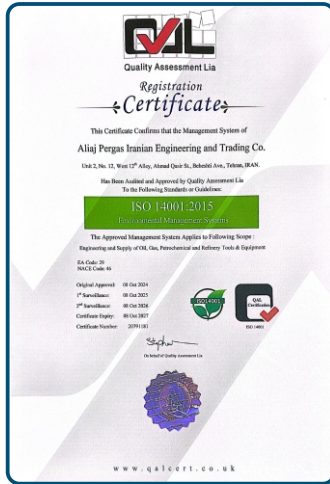 QAL
Quality Assessment Lia
Registration
Certificate
This Certificate Confirms that the Management System of
Aliaj Pergas Iranian Engineering and Trading Co.
Unit 2, No. 12, West 12th Alley, Ahmad Qasir St., Beheshti Ave., Tehran, IRAN.
Has Been Audited and Approved by Quality Assessment Lia
To the Following Standards or Guidelines:
ISO 14001:2015
Environmental Management Systems
The Approved Management System Applies to Following Scope :
Engineering and Supply of Oil, Gas, Petrochemical and Refinery Tools & Equipment
EA Code: 29
NACE Code: 46
Original Approval: 08 Oct 2024
1st Surveillance: 08 Oct 2025
2nd Surveillance: 08 Oct 2026
Certificate Expiry: 08 Oct 2027
Certificate Number: 20791181
ISO14001
QAL
Certification
ISO 14001
On behalf of Quality Assessment Lia
www.qalcert.co.uk